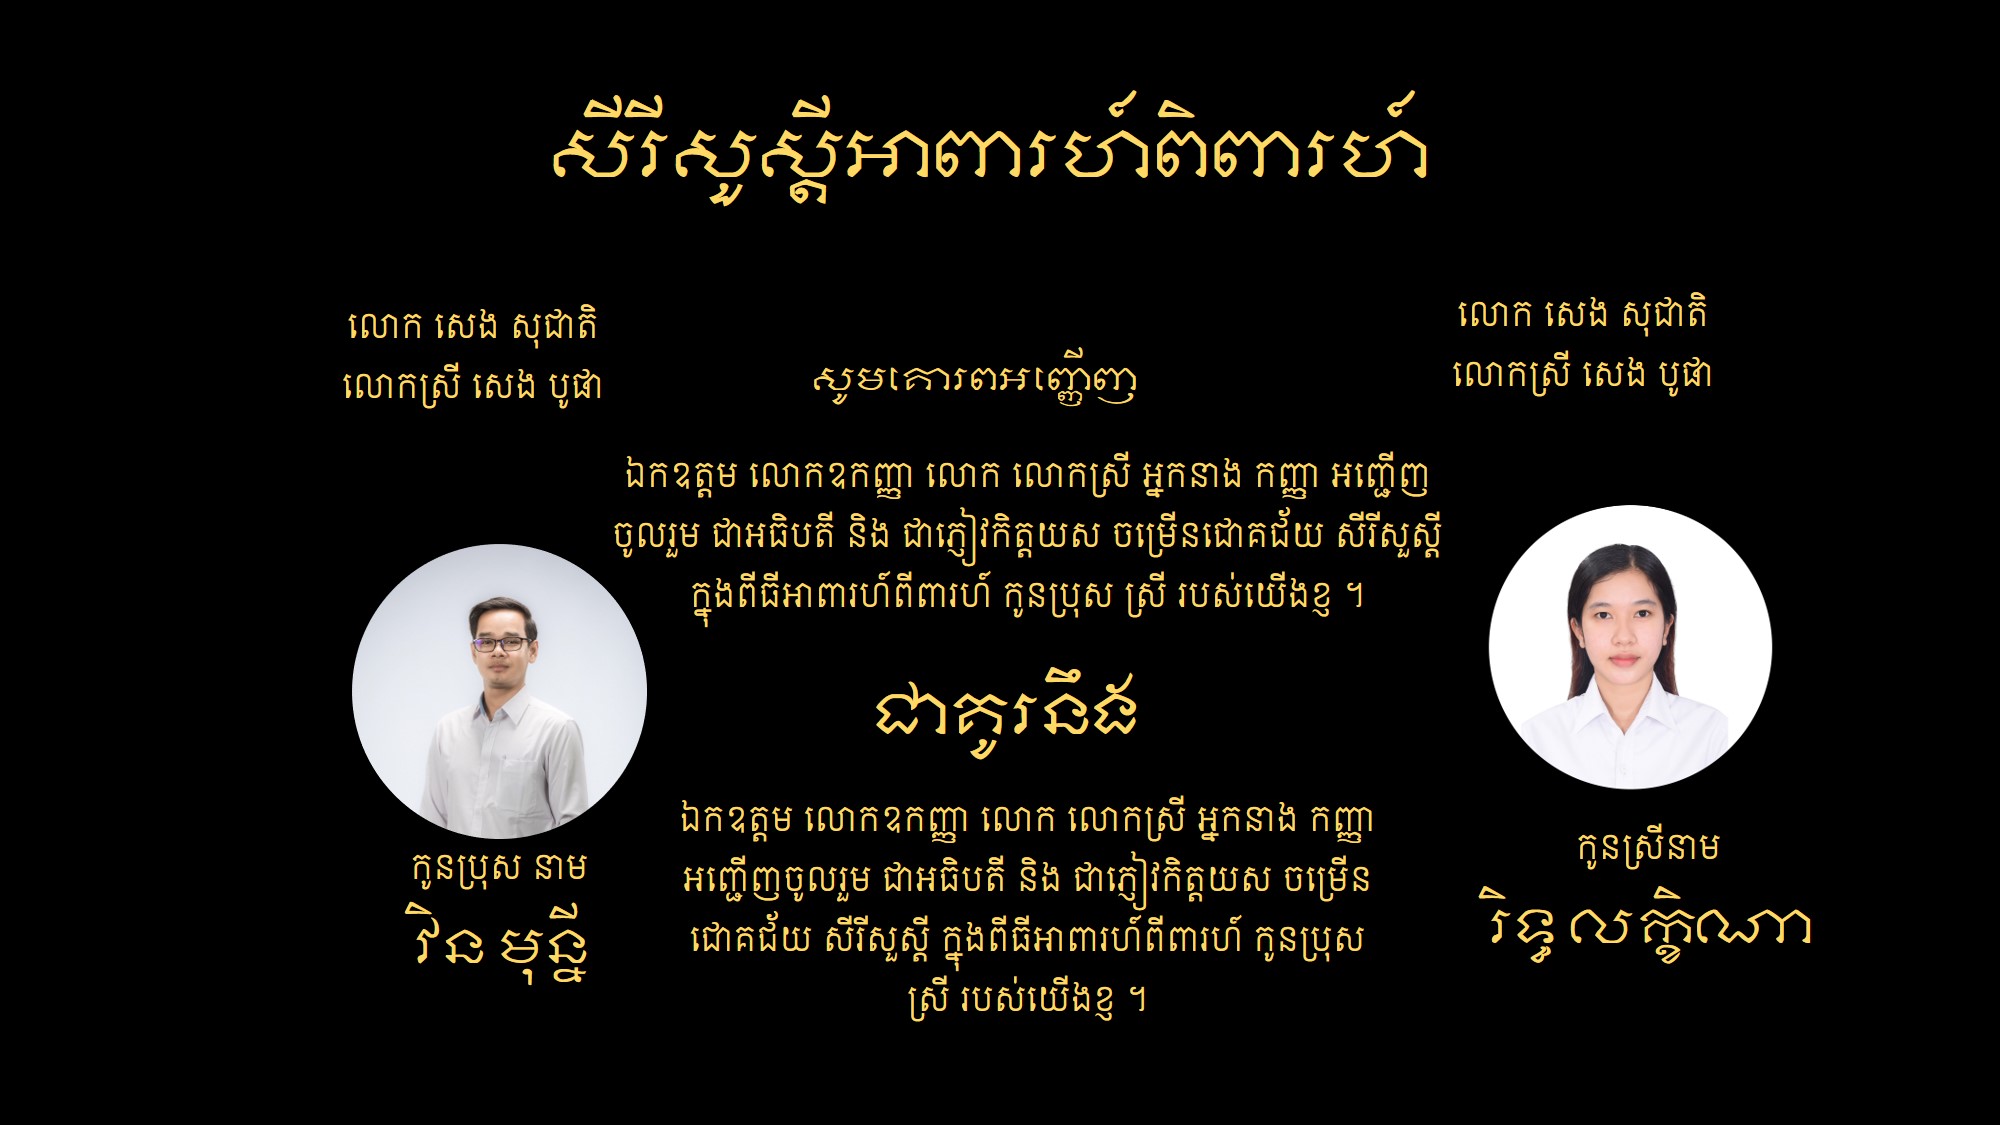 សិរីសួស្ដីអាពារហ៍ពិពារហ៍
លោក សេង សុជាតិ
លោកស្រី សេង បូផា
លោក សេង សុជាតិ
លោកស្រី សេង បូផា
សូមគោរពអញ្ជើញ
ឯកឧត្តម លោកឧកញ្ញា លោក លោកស្រី អ្នកនាង កញ្ញា អញ្ជើញ
ចូលរួម ជាអធិបតី និង ជាភ្ញៀវកិត្តយស ចម្រើនជោគជ័យ សិរីសួស្ដី
ក្នុងពីធីអាពារហ៍ពីពារហ៍ កូនប្រុស ស្រី របស់យើងខ្ញុ ។
ជាគូរនឹង
ឯកឧត្តម លោកឧកញ្ញា លោក លោកស្រី អ្នកនាង កញ្ញា
អញ្ជើញចូលរួម ជាអធិបតី និង ជាភ្ញៀវកិត្តយស ចម្រើន
ជោគជ័យ សិរីសួស្ដី ក្នុងពីធីអាពារហ៍ពីពារហ៍ កូនប្រុស
ស្រី របស់យើងខ្ញុ ។
កូនប្រុស នាម
វិន មុន្នី
កូនស្រីនាម
រិទ្ធ លក្ខិណា